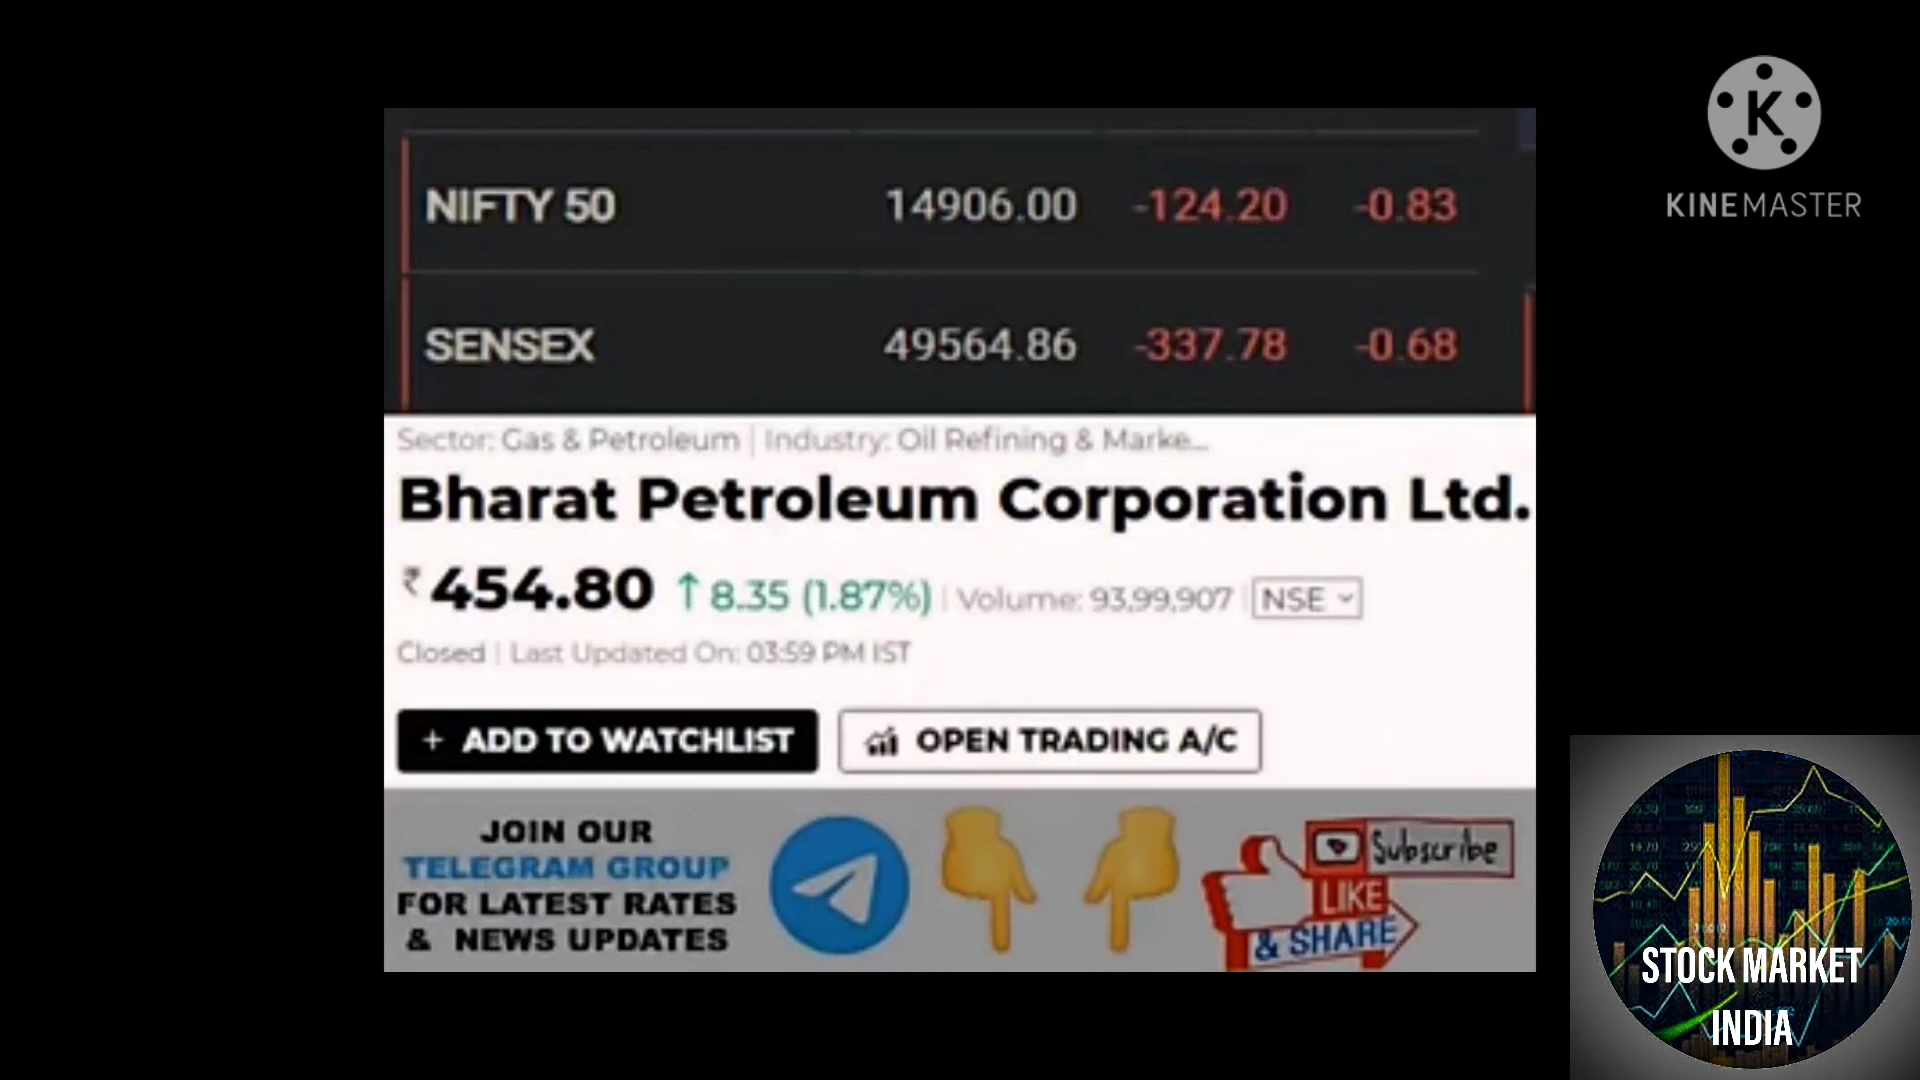 K
KINEMASTER
NIFTY 50 14906.00 -124.20 -0.83
SENSEX 49564.86 -337.78 -0.68
Sector: Gas & Petroleum | Industry: Oil Refining & Marke...
Bharat Petroleum Corporation Ltd.
₹ 454.80 ↑ 8.35 (1.87%) | Volume: 93,99,907 | NSE
Closed | Last Updated On: 03:59 PM IST
+ ADD TO WATCHLIST OPEN TRADING A/C
JOIN OUR
TELEGRAM GROUP
FOR LATEST RATES
& NEWS UPDATES
Subscribe
LIKE
& SHARE
STOCK MARKET
INDIA